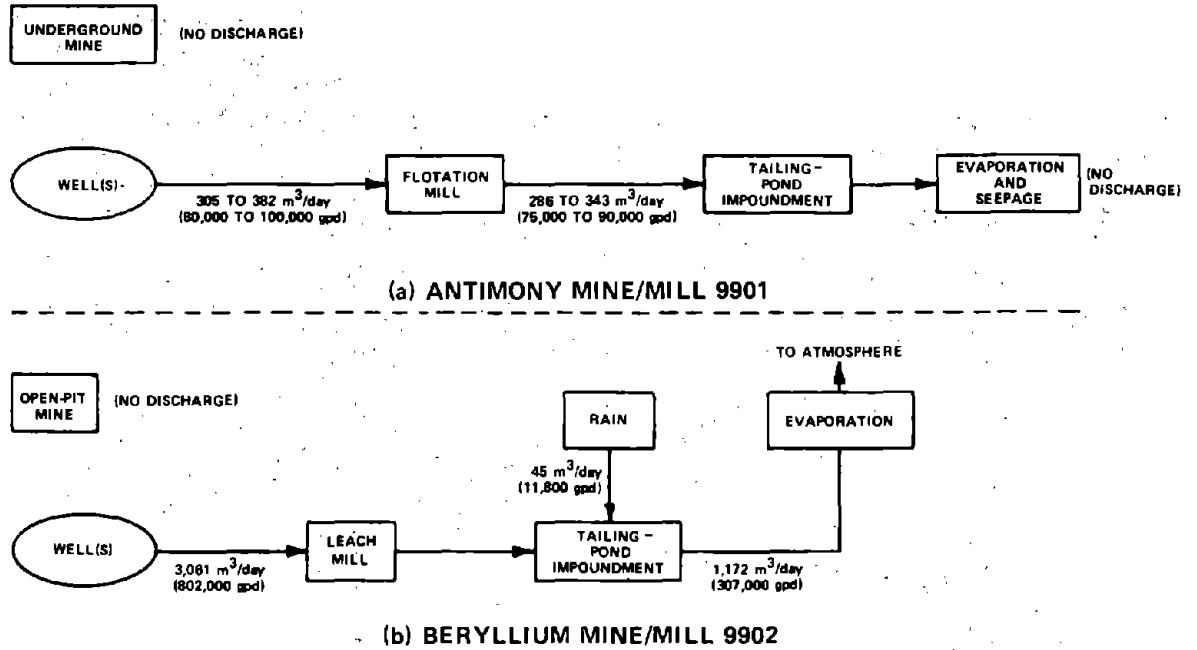 UNDERGROUND
MINE
(NO DISCHARGE)
WELL(S)-
305 TO 382 m³/day
(80,000 TO 100,000 gpd)
FLOTATION
MILL
286 TO 343 m³/day
(75,000 TO 90,000 gpd)
TAILING-
POND
IMPOUNDMENT
EVAPORATION
AND
SEEPAGE
(NO
DISCHARGE)
(a) ANTIMONY MINE/MILL 9901
OPEN-PIT
MINE
(NO DISCHARGE)
RAIN
45 m³/day
(11,800 gpd)
TO ATMOSPHERE
EVAPORATION
WELL(S)
3,061 m³/day
(802,000 gpd)
LEACH
MILL
TAILING –
POND
IMPOUNDMENT
1,172 m³/day
(307,000 gpd)
(b) BERYLLIUM MINE/MILL 9902